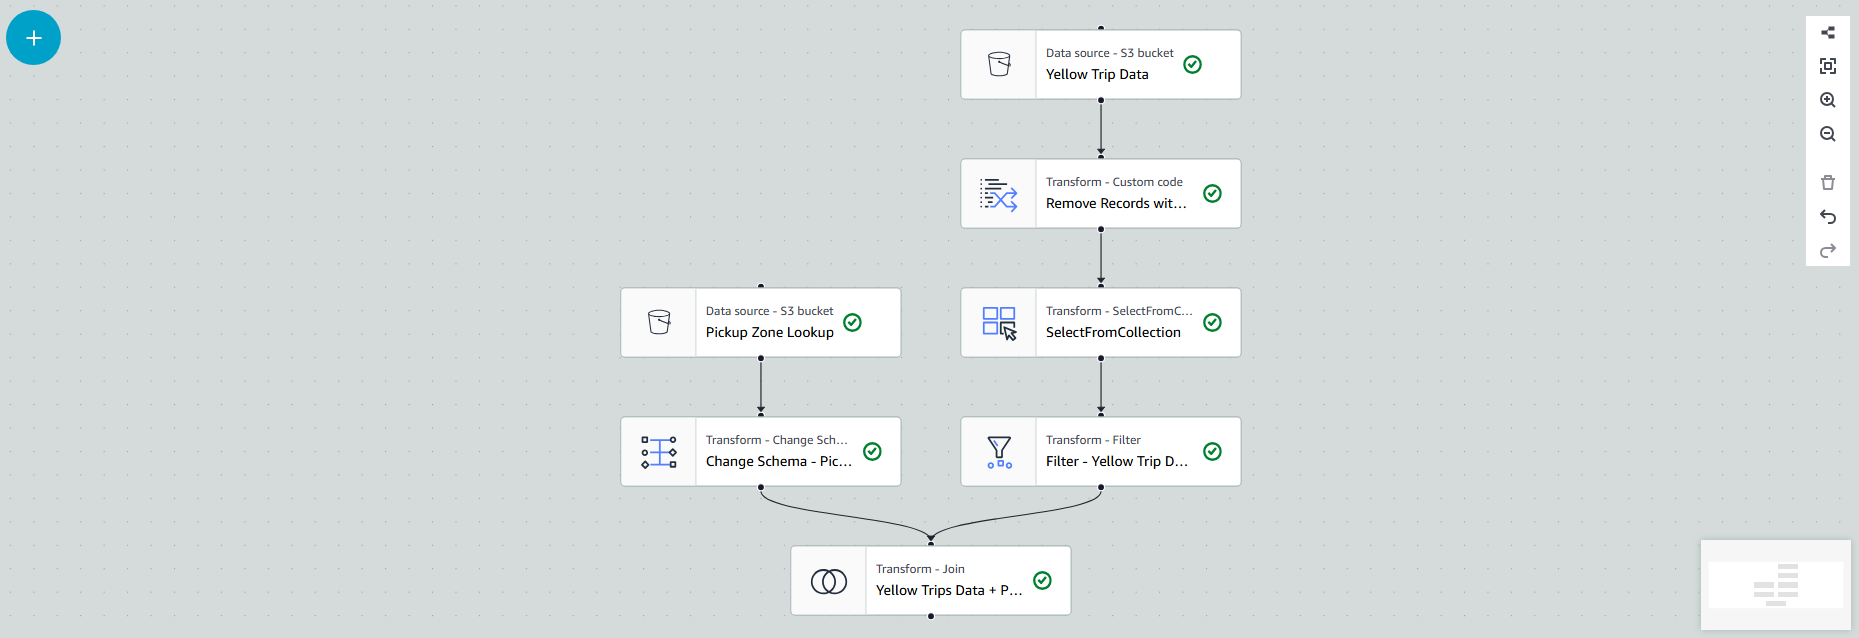 Data source - S3 bucket
Yellow Trip Data
Transform - Custom code
Remove Records wit...
Data source - S3 bucket
Pickup Zone Lookup
Transform - SelectFromC...
SelectFromCollection
Transform - Change Sch...
Change Schema - Pic...
Transform - Filter
Filter - Yellow Trip D...
Transform - Join
Yellow Trips Data + P...